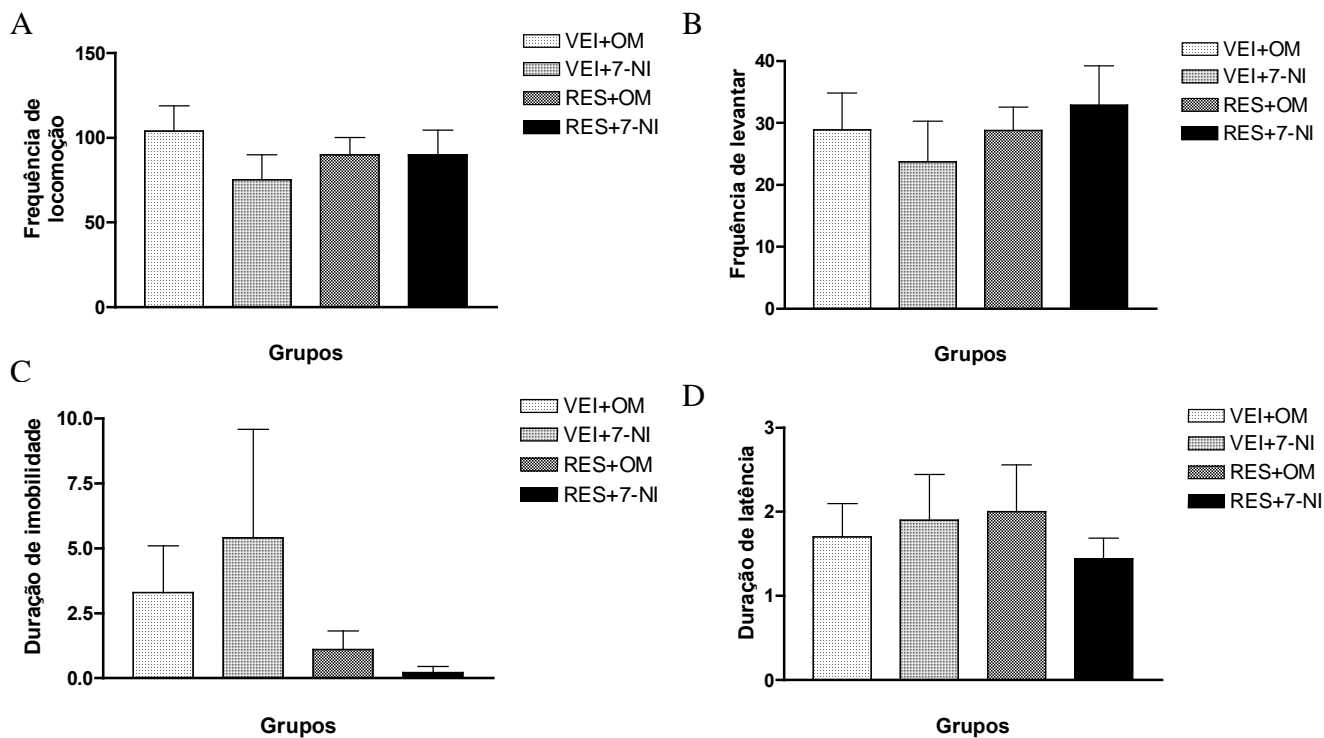 A
Frequência de
locomoção
150
100
50
0
Grupos
VEI+OM
VEI+7-NI
RES+OM
RES+7-NI
B
Frquência de levantar
40
30
20
10
0
Grupos
VEI+OM
VEI+7-NI
RES+OM
RES+7-NI
C
Duração de imobilidade
10.0
7.5
5.0
2.5
0.0
Grupos
VEI+OM
VEI+7-NI
RES+OM
RES+7-NI
D
Duração de latência
3
2
1
0
Grupos
VEI+OM
VEI+7-NI
RES+OM
RES+7-NI